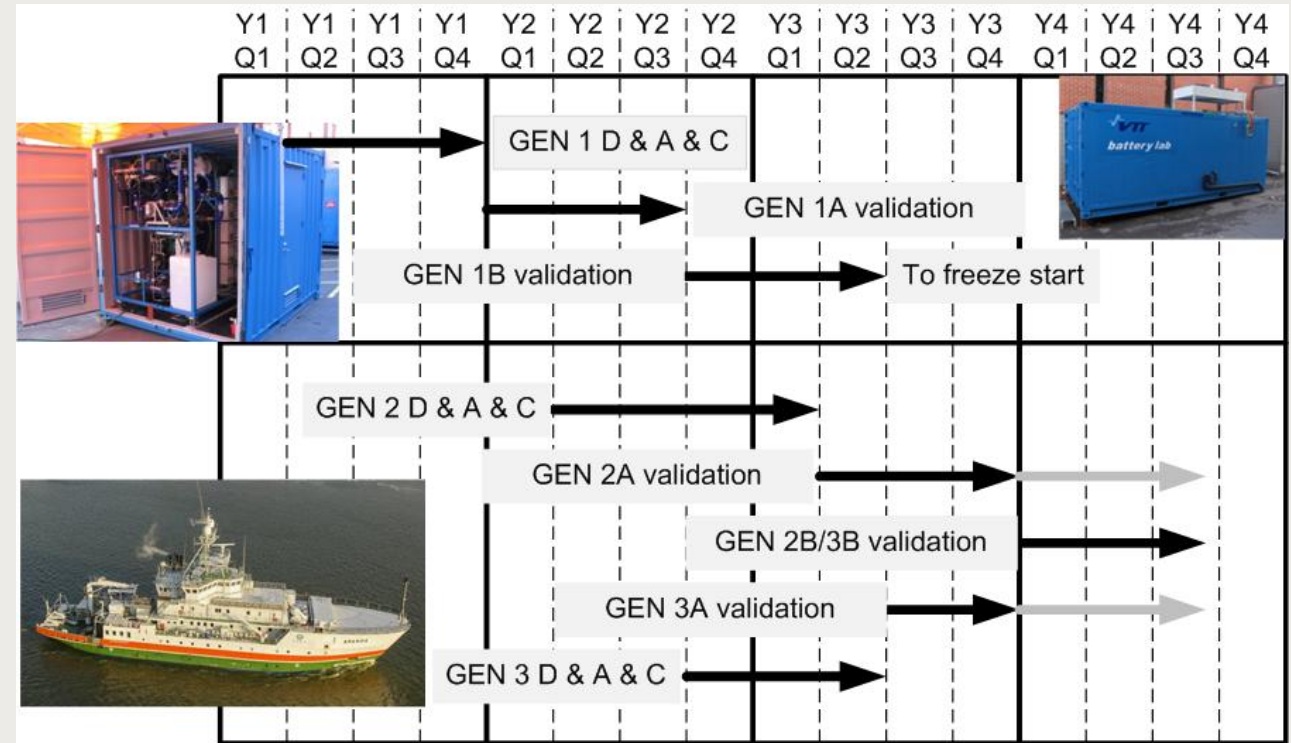 Y1 Y1 Y1 Y1 Y2 Y2 Y2 Y2 Y3 Y3 Y3 Y3 Y4 Y4 Y4 Y4
Q1 Q2 Q3 Q4 Q1 Q2 Q3 Q4 Q1 Q2 Q3 Q4 Q1 Q2 Q3 Q4
GEN 1 D & A & C
VTT
battery lab
GEN 1A validation
GEN 1B validation
To freeze start
GEN 2 D & A & C
GEN 2A validation
GEN 2B/3B validation
GEN 3A validation
GEN 3 D & A & C